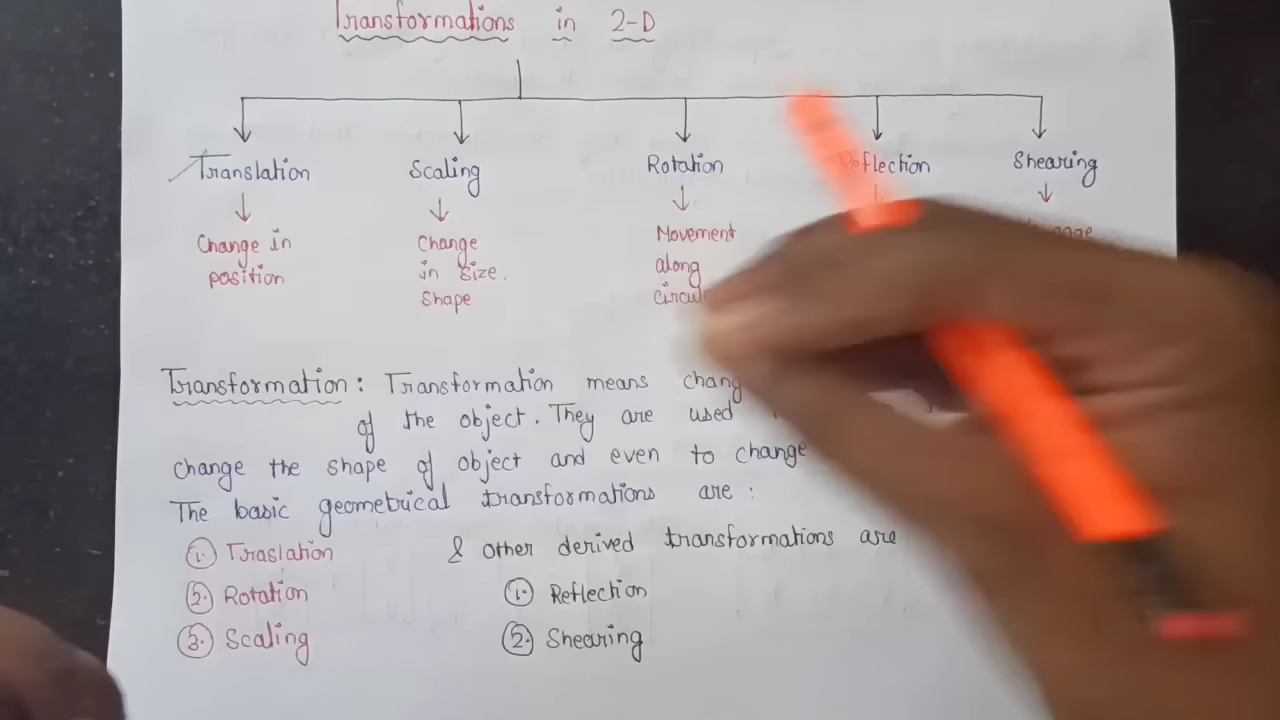 Transformations in 2-D
Translation Scaling Rotation Reflection Shearing
Change in position
Change in size. shape
Movement along
Transformation: Transformation means
of the object. They are used
change the shape of object and even to change
The basic geometrical transformations are:
1. Traslation & other derived transformations are
2. Rotation 1. Reflection
3. Scaling 2. Shearing